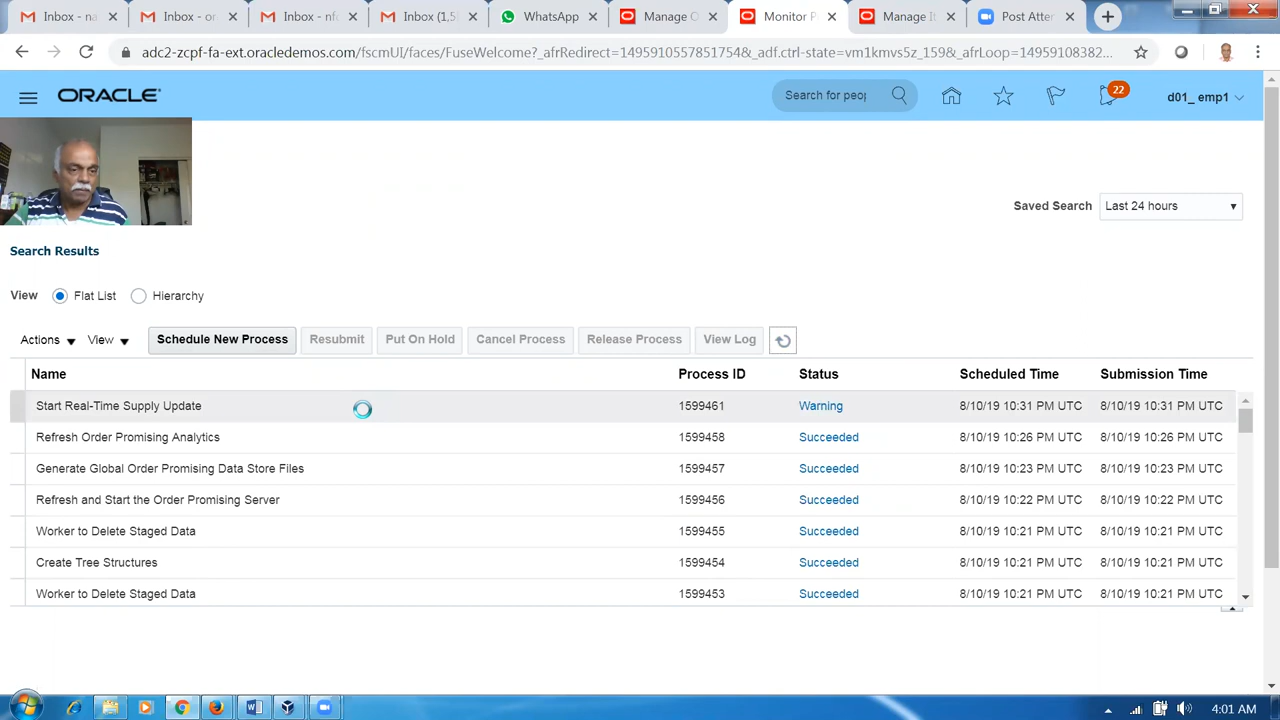 Inbox - na
Inbox - or
Inbox - nfo
Inbox (1,5
WhatsApp
Manage O
Monitor P
Manage I
Post Atter
adc2-zcpf-fa-ext.oracledemos.com/fscmUI/faces/FuseWelcome?_afrRedirect=14959105578517548&_adf.ctrl-state=vm1kmvs5z_159&_afrLoop=14959108382...
ORACLE
Search for peop
22
d01_ emp1
Saved Search Last 24 hours
Search Results
View Flat List Hierarchy
Actions View Schedule New Process Resubmit Put On Hold Cancel Process Release Process View Log
Name Process ID Status Scheduled Time Submission Time
Start Real-Time Supply Update 1599461 Warning 8/10/19 10:31 PM UTC 8/10/19 10:31 PM UTC
Refresh Order Promising Analytics 1599458 Succeeded 8/10/19 10:26 PM UTC 8/10/19 10:26 PM UTC
Generate Global Order Promising Data Store Files 1599457 Succeeded 8/10/19 10:23 PM UTC 8/10/19 10:23 PM UTC
Refresh and Start the Order Promising Server 1599456 Succeeded 8/10/19 10:22 PM UTC 8/10/19 10:22 PM UTC
Worker to Delete Staged Data 1599455 Succeeded 8/10/19 10:21 PM UTC 8/10/19 10:21 PM UTC
Create Tree Structures 1599454 Succeeded 8/10/19 10:21 PM UTC 8/10/19 10:21 PM UTC
Worker to Delete Staged Data 1599453 Succeeded 8/10/19 10:21 PM UTC 8/10/19 10:21 PM UTC
4:01 AM